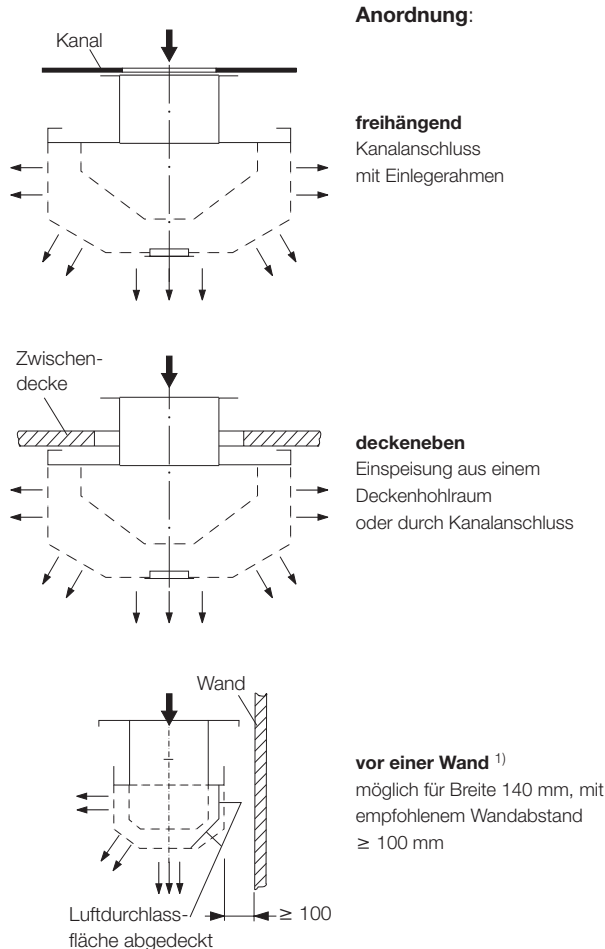 Anordnung:
Kanal
freihängend
Kanalanschluss
mit Einlegerahmen
Zwischen-
decke
deckeneben
Einspeisung aus einem
Deckenhohlraum
oder durch Kanalanschluss
Wand
vor einer Wand 1)
möglich für Breite 140 mm, mit
empfohlenem Wandabstand
≥ 100 mm
Luftdurchlass-
fläche abgedeckt
≥ 100